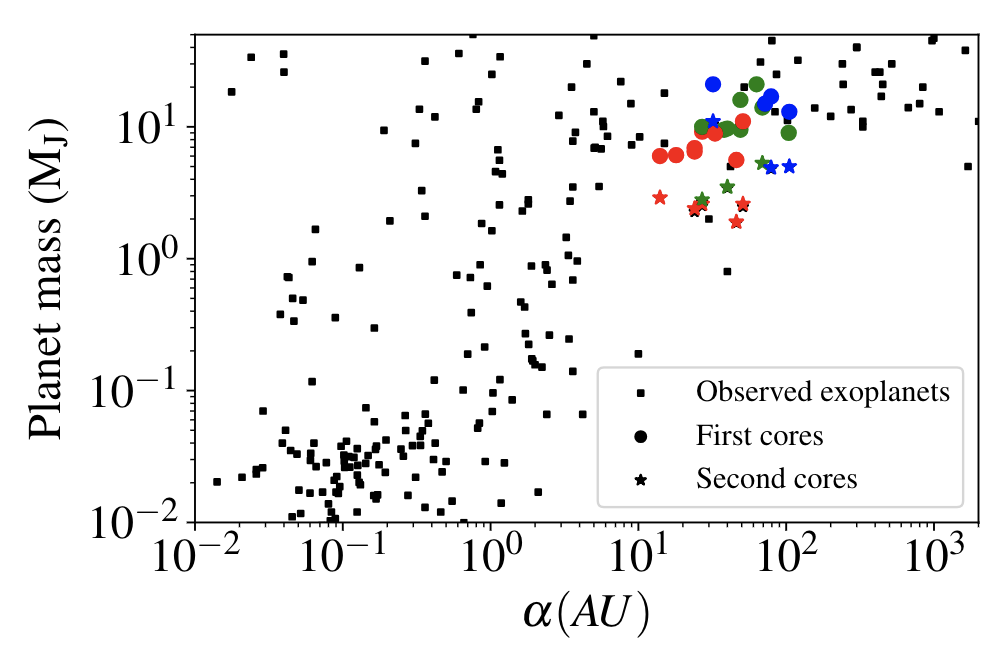 Planet mass (M_J)
10^1
10^0
10^-1
10^-2
10^-2 10^-1 10^0 10^1 10^2 10^3
α(AU)
Observed exoplanets
First cores
Second cores